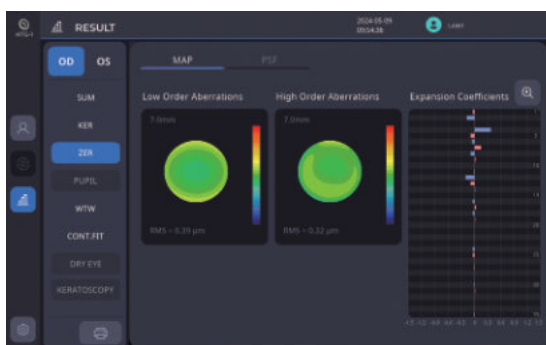 RESULT
2024-05-09
09:54:36
OD OS
SUM
KER
ZER
PUPIL
WTW
CONT.FIT
DRY EYE
KERATOSCOPY
MAP PSF
Low Order Aberrations
7.0mm
RMS = 0.39 μm
High Order Aberrations
7.0mm
RMS = 0.32 μm
Expansion Coefficients